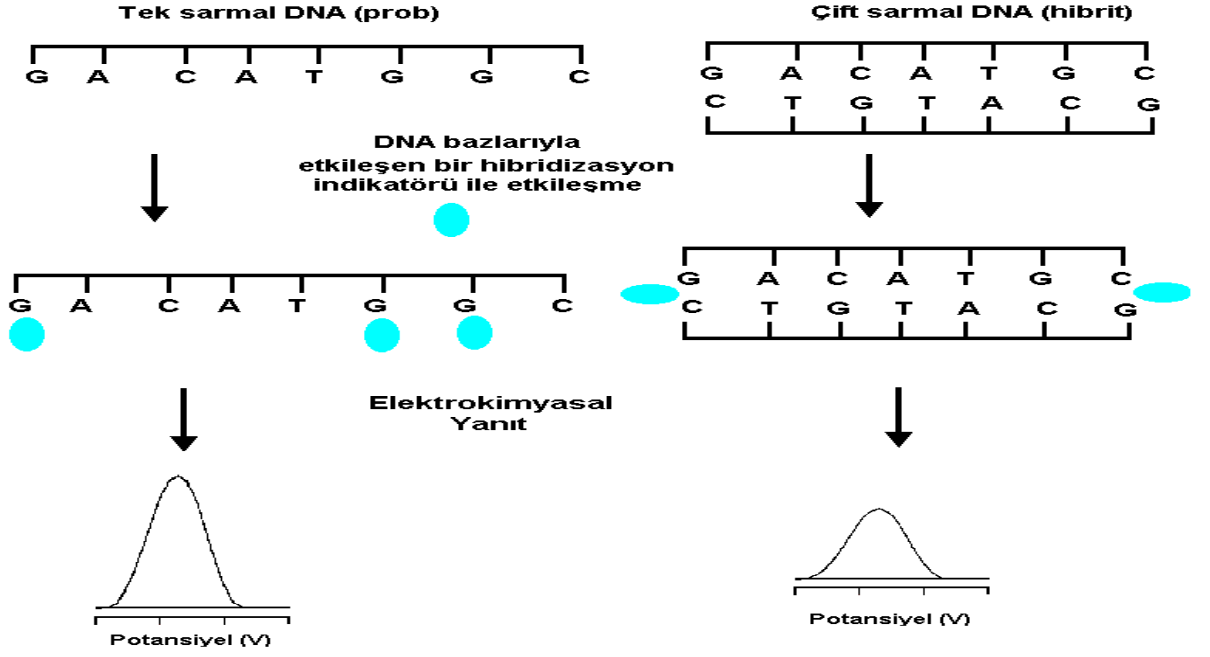 Tek sarmal DNA (prob)
G A C A T G G C
Çift sarmal DNA (hibrit)
G A C A T G C
C T G T A C G
DNA bazlarıyla
etkileşen bir hibridizasyon
indikatörü ile etkileşme
G A C A T G G C
G A C A T G C
C T G T A C G
Elektrokimyasal
Yanıt
Potansiyel (V)
Potansiyel (V)